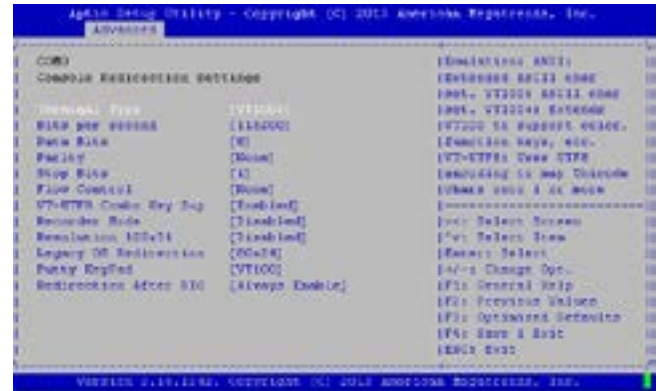 Aptio Setup Utility - Copyright (C) 2013 American Megatrends, Inc.
Advanced
COM0
Console Redirection Settings
Terminal Type [VT100+]
Bits per second [115200]
Data Bits [8]
Parity [None]
Stop Bits [1]
Flow Control [None]
VT-UTF8 Combo Key Sup [Enabled]
Recorder Mode [Disabled]
Resolution 100x31 [Disabled]
Legacy OS Redirection [80x24]
Putty KeyPad [VT100]
Redirection After BIO [Always Enable]
Emulation: ANSI:
Extended ASCII char
set. VT100: ASCII char
set. VT100+: Extends
VT100 to support color,
function keys, etc.
VT-UTF8: Uses UTF8
encoding to map Unicode
chars onto 1 or more
><: Select Screen
^v: Select Item
Enter: Select
+/-: Change Opt.
F1: General Help
F2: Previous Values
F3: Optimized Defaults
F4: Save & Exit
ESC: Exit
Version 2.16.1242. Copyright (C) 2013 American Megatrends, Inc.